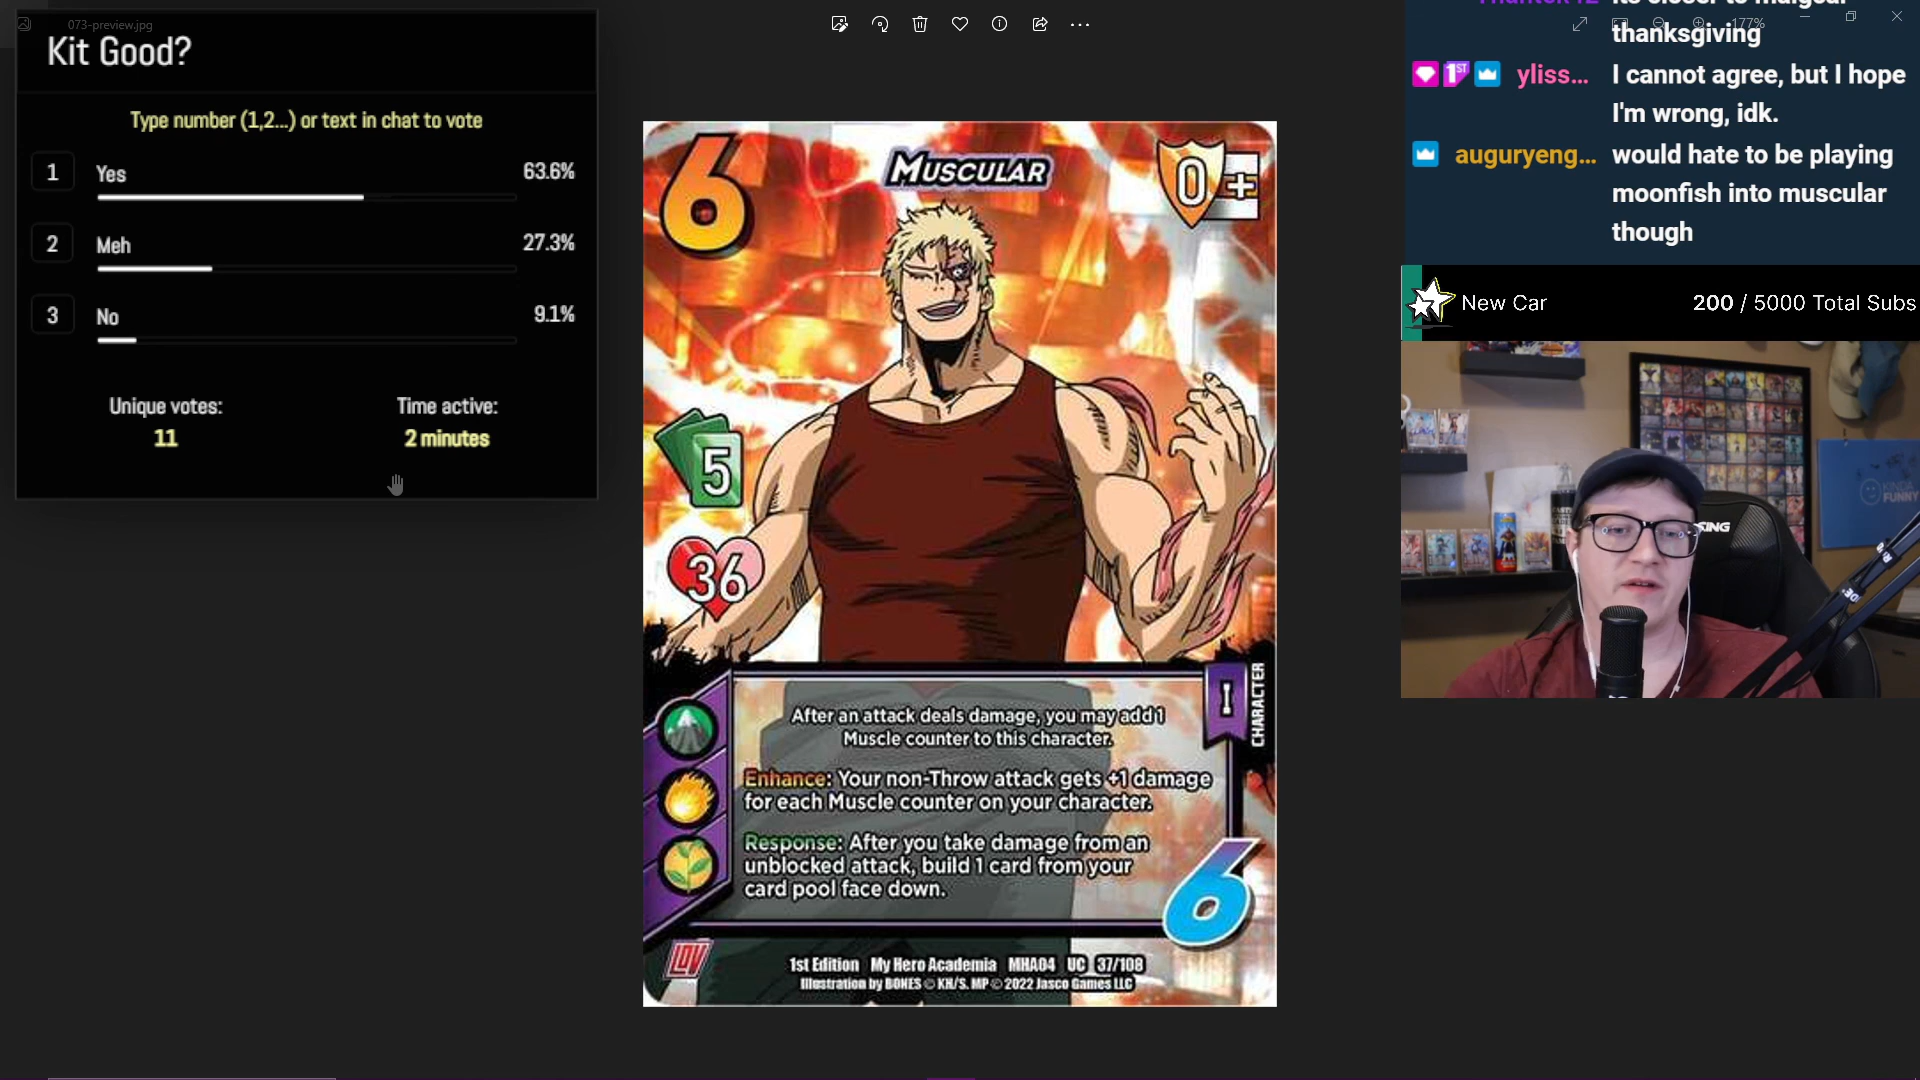 073-preview.jpg
177%
Kit Good?
Type number (1,2...) or text in chat to vote
1 Yes 63.6%
2 Meh 27.3%
3 No 9.1%
Unique votes: Time active:
11 2 minutes
6 MUSCULAR 0 +
5
36
After an attack deals damage, you may add 1
Muscle counter to this character.
Enhance: Your non-Throw attack gets +1 damage
for each Muscle counter on your character.
Response: After you take damage from an
unblocked attack, build 1 card from your
card pool face down.
I CHARACTER
6
LOV
1st Edition My Hero Academia MHA04 UC 37/108
Illustration by BONES © KH/S. MP © 2022 Jasco Games LLC
thanksgiving
1ST yliss... I cannot agree, but I hope
I'm wrong, idk.
auguryeng... would hate to be playing
moonfish into muscular
though
New Car 200 / 5000 Total Subs
KINDA
FUNNY